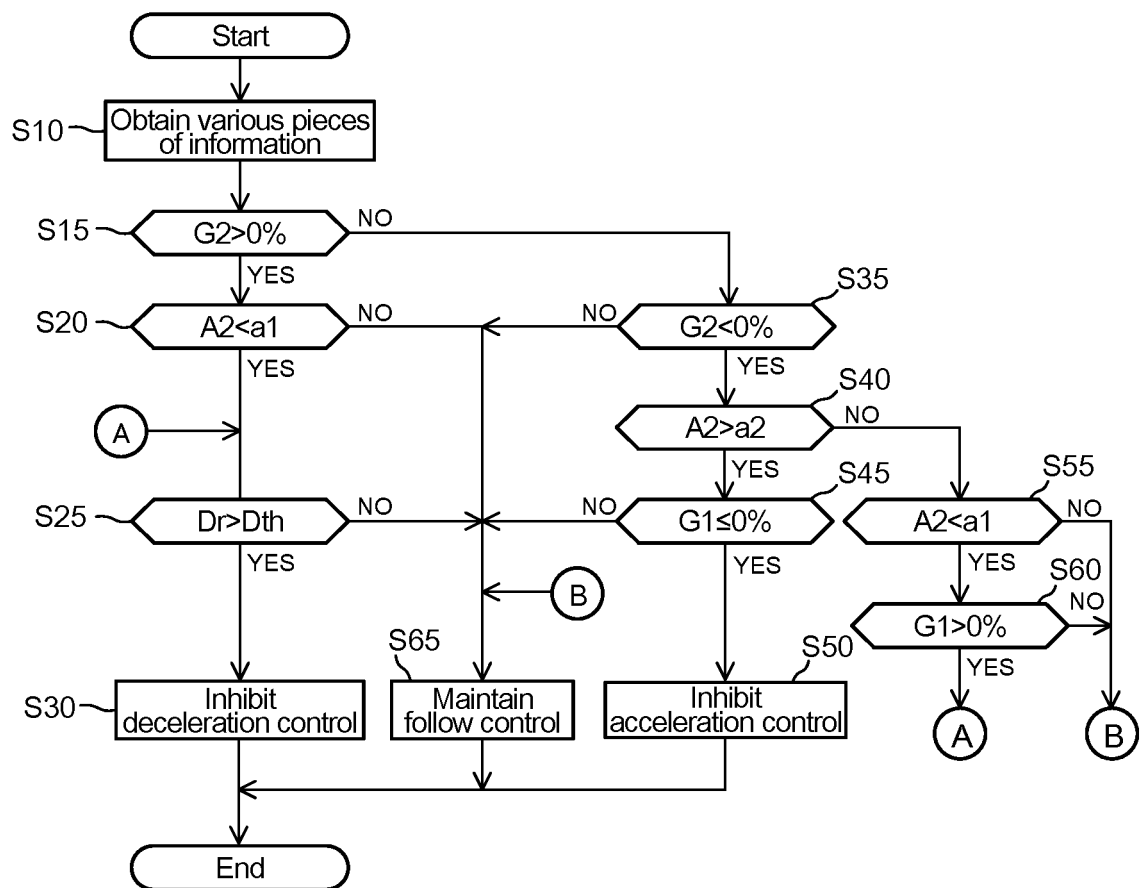 Start
S10
Obtain various pieces
of information
S15
G2>0%
NO
YES
S20
A2<a1
NO
YES
S35
G2<0%
NO
YES
S40
A2>a2
NO
YES
A
S25
Dr>Dth
NO
YES
S45
G1≤0%
NO
YES
S55
A2<a1
NO
YES
B
S60
G1>0%
NO
YES
S30
Inhibit
deceleration control
S65
Maintain
follow control
S50
Inhibit
acceleration control
A
B
End